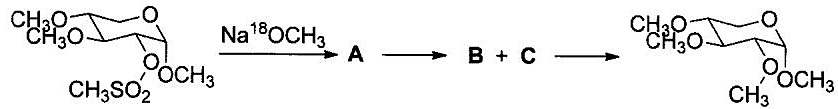 CH₃O O
CH₃O
O OCH₃
CH₃SO₂
Na¹⁸OCH₃
A
B + C
CH₃O O
CH₃O
O OCH₃
CH₃